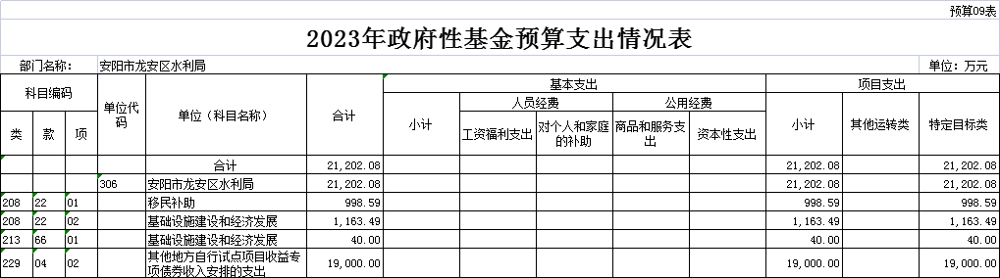 预算09表
2023年政府性基金预算支出情况表
部门名称： 安阳市龙安区水利局 单位：万元
科目编码 单位代码 单位（科目名称） 合计 基本支出 项目支出
小计 人员经费 公用经费 小计 其他运转类 特定目标类
类 款 项 工资福利支出 对个人和家庭的补助 商品和服务支出 资本性支出
合计 21,202.08 21,202.08 21,202.08
306 安阳市龙安区水利局 21,202.08 21,202.08 21,202.08
208 22 01 移民补助 998.59 998.59 998.59
208 22 02 基础设施建设和经济发展 1,163.49 1,163.49 1,163.49
213 66 01 基础设施建设和经济发展 40.00 40.00 40.00
229 04 02 其他地方自行试点项目收益专项债券收入安排的支出 19,000.00 19,000.00 19,000.00